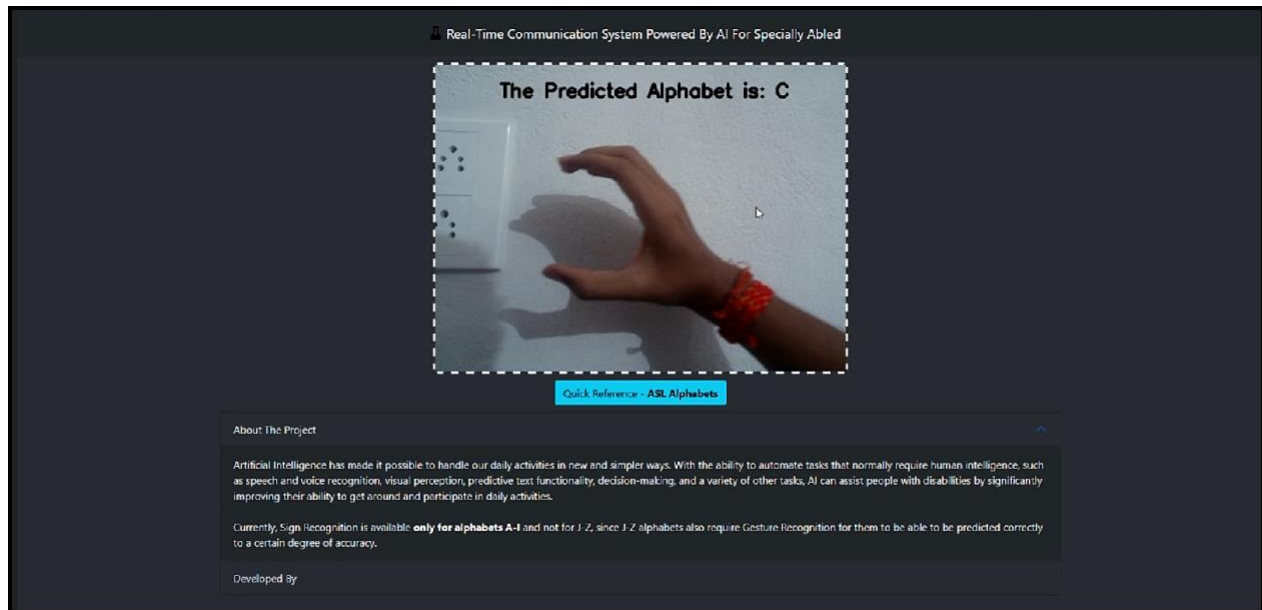 Real-Time Communication System Powered By AI For Specially Abled
The Predicted Alphabet is: C
Quick Reference - ASL Alphabets
About The Project
Artificial Intelligence has made it possible to handle our daily activities in new and simpler ways. With the ability to automate tasks that normally require human intelligence, such
as speech and voice recognition, visual perception, predictive text functionality, decision-making, and a variety of other tasks, AI can assist people with disabilities by significantly
improving their ability to get around and participate in daily activities.
Currently, Sign Recognition is available only for alphabets A-I and not for J-Z, since J-Z alphabets also require Gesture Recognition for them to be able to be predicted correctly
to a certain degree of accuracy.
Developed By